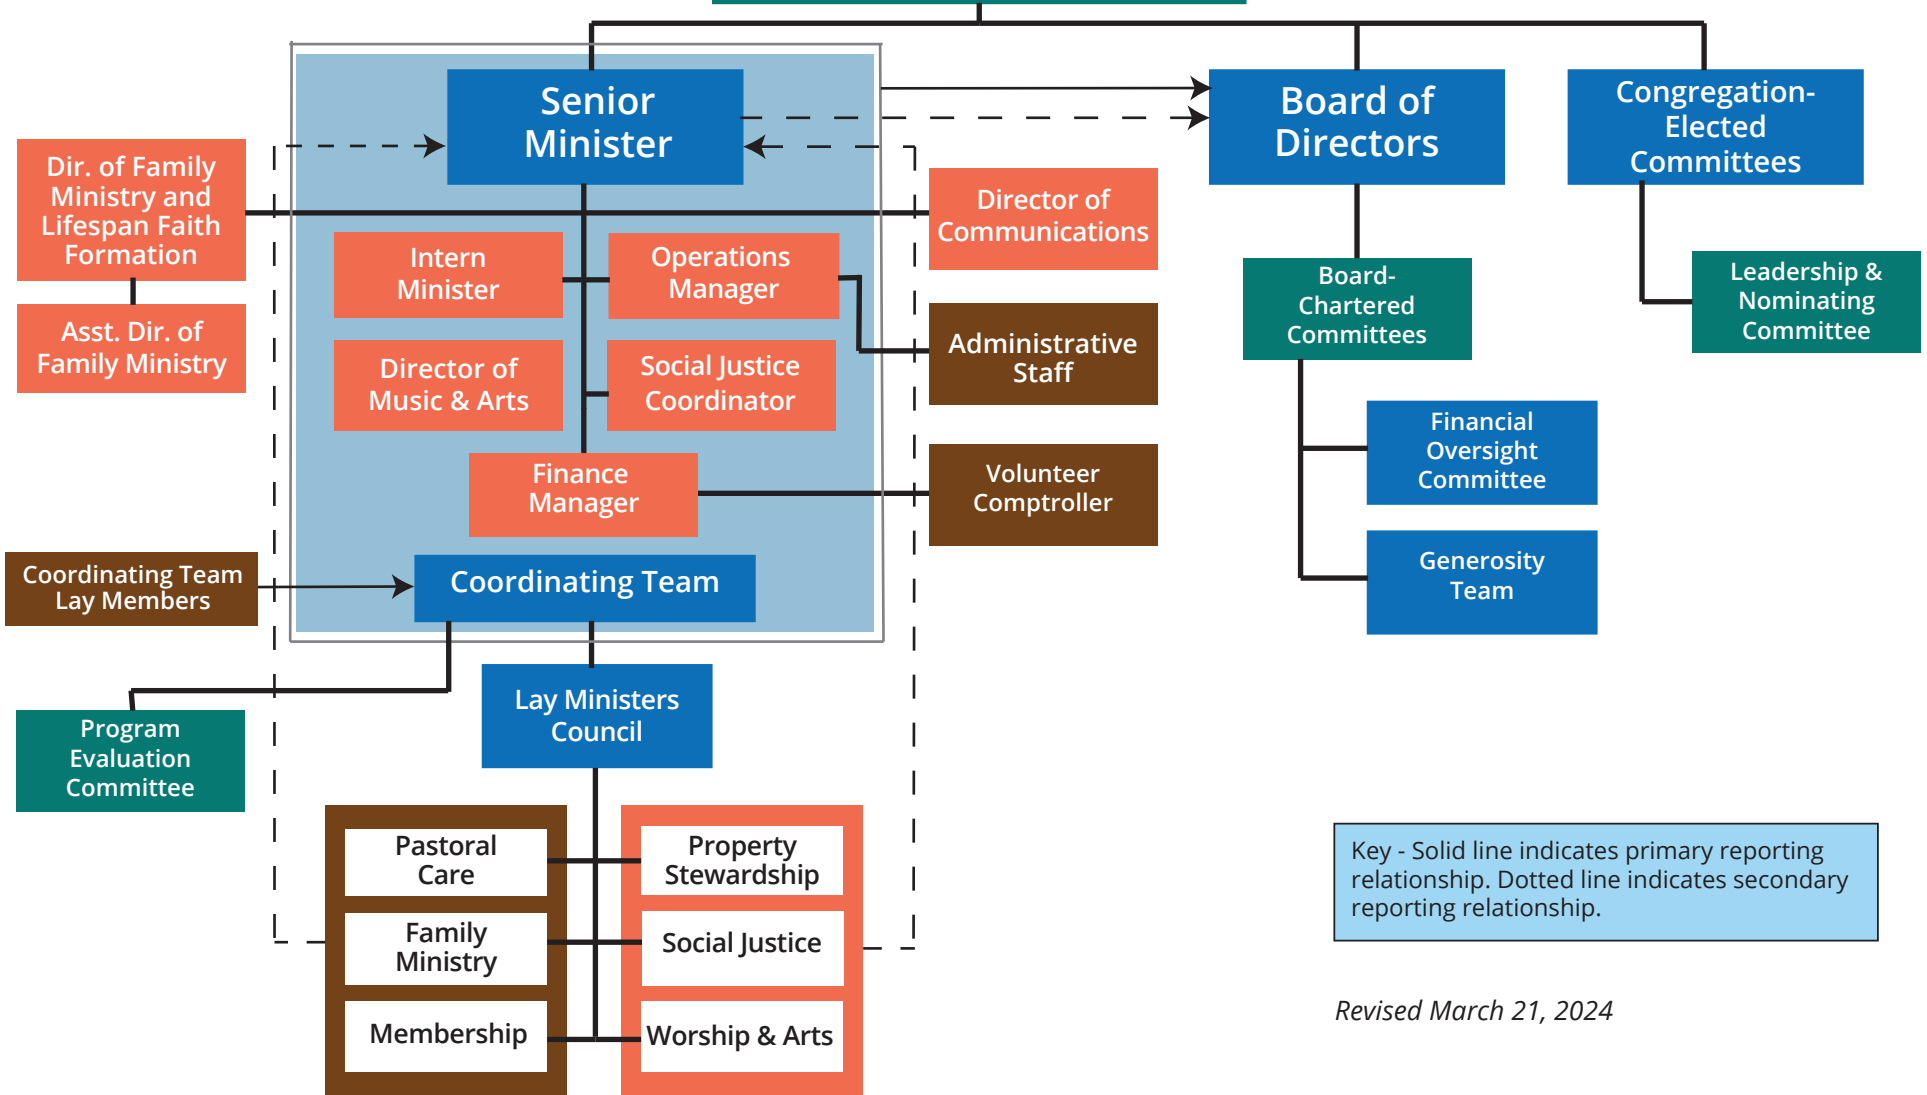 Senior
Minister
Board of
Directors
Congregation-
Elected
Committees
Dir. of Family
Ministry and
Lifespan Faith
Formation
Director of
Communications
Intern
Minister
Operations
Manager
Board-
Chartered
Committees
Leadership &
Nominating
Committee
Asst. Dir. of
Family Ministry
Administrative
Staff
Director of
Music & Arts
Social Justice
Coordinator
Financial
Oversight
Committee
Finance
Manager
Volunteer
Comptroller
Generosity
Team
Coordinating Team
Lay Members
Coordinating Team
Lay Ministers
Council
Program
Evaluation
Committee
Pastoral
Care
Property
Stewardship
Family
Ministry
Social Justice
Membership
Worship & Arts
Key - Solid line indicates primary reporting
relationship. Dotted line indicates secondary
reporting relationship.
Revised March 21, 2024